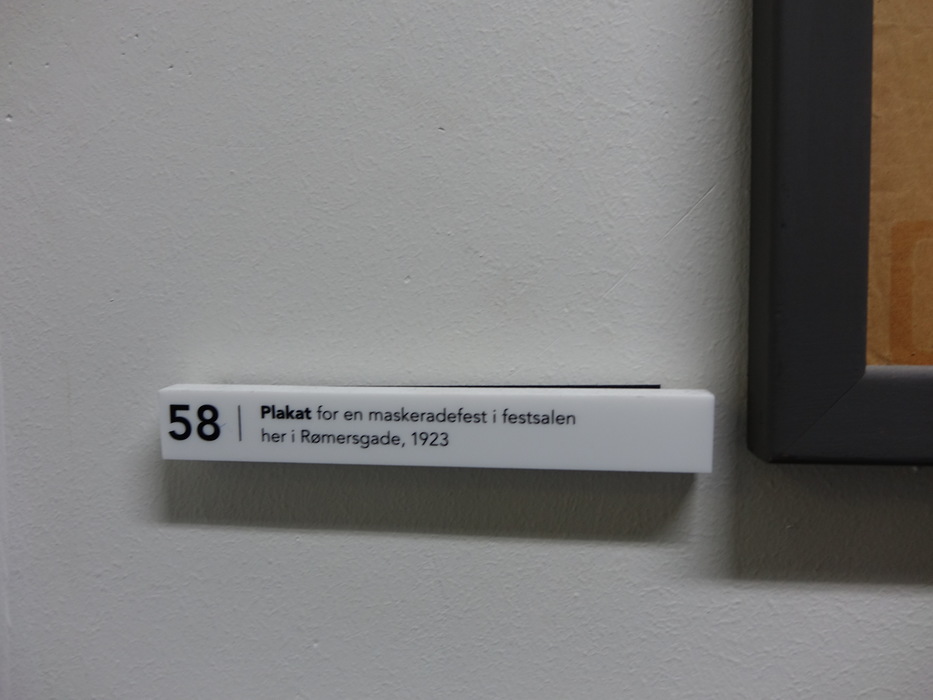 58 | Plakat for en maskeradefest i festsalen
her i Rømersgade, 1923